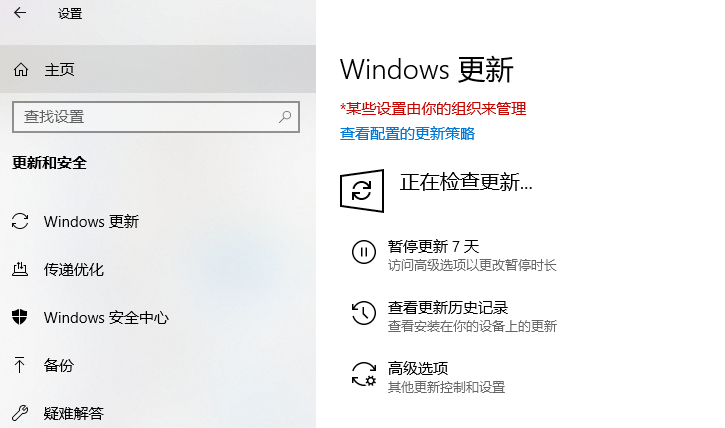 设置
主页
查找设置
更新和安全
Windows 更新
传递优化
Windows 安全中心
备份
疑难解答
Windows 更新
*某些设置由你的组织来管理
查看配置的更新策略
正在检查更新...
暂停更新 7 天
访问高级选项以更改暂停时长
查看更新历史记录
查看安装在你的设备上的更新
高级选项
其他更新控制和设置